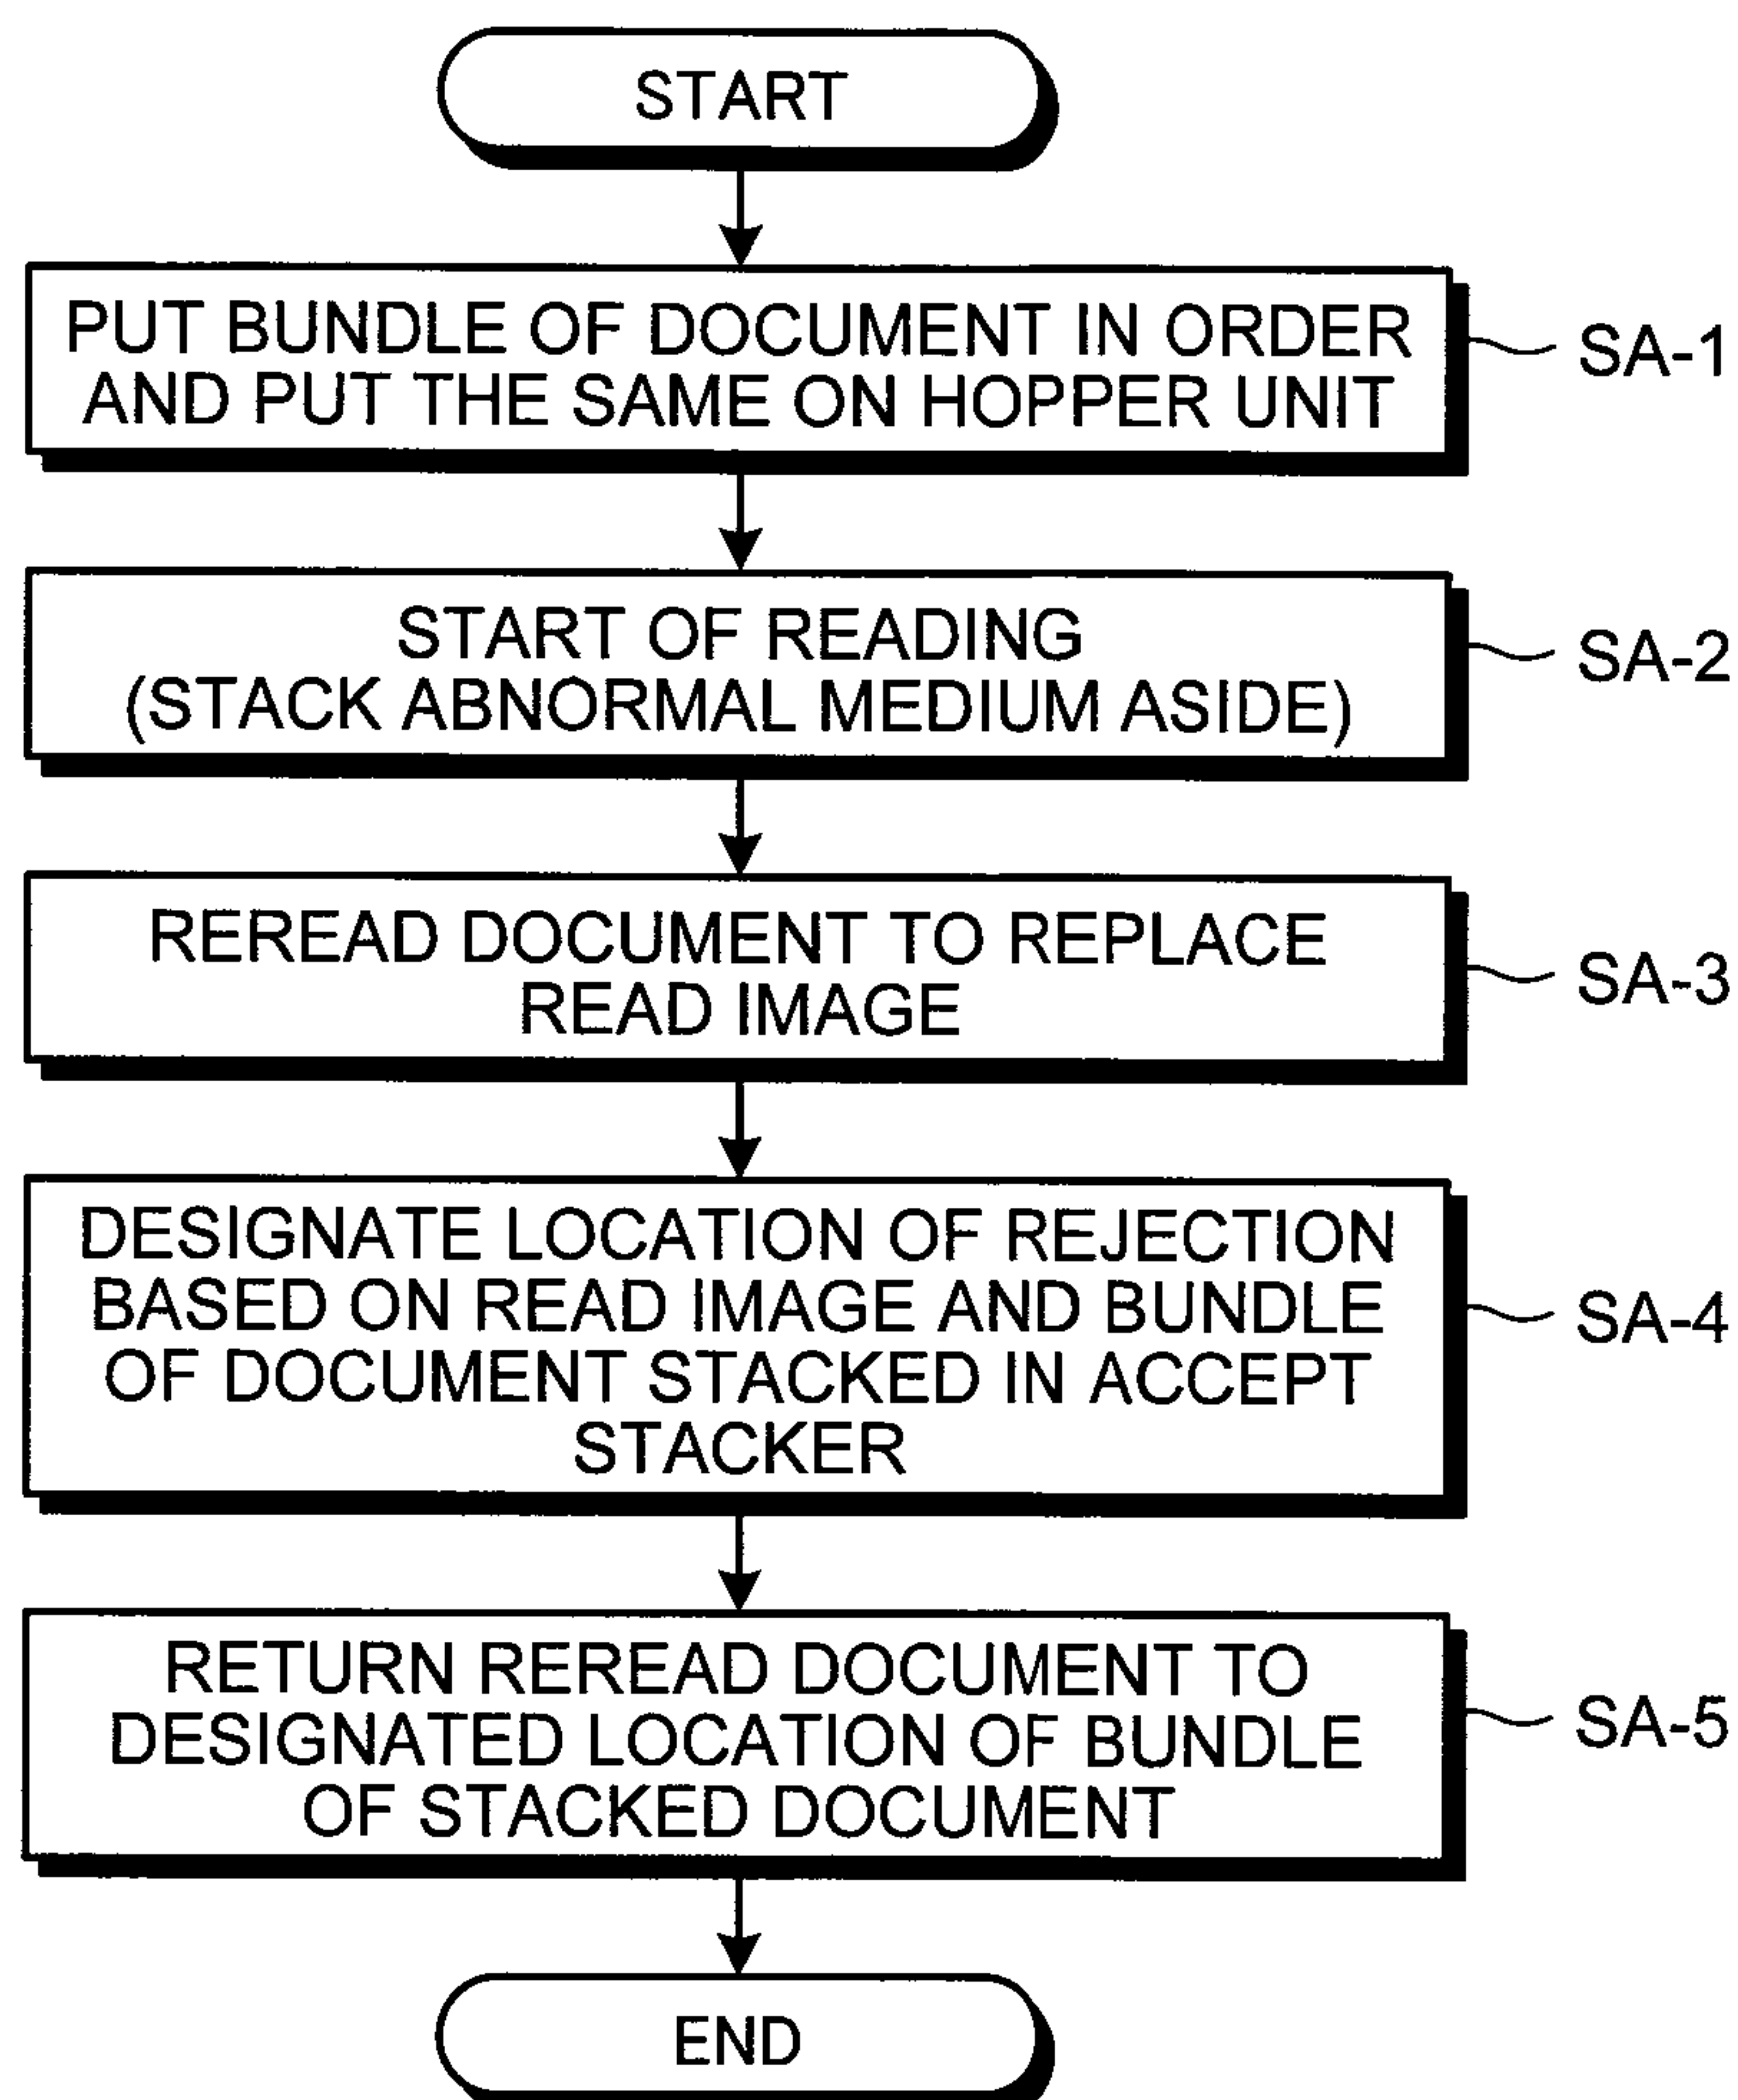 START
PUT BUNDLE OF DOCUMENT IN ORDER
AND PUT THE SAME ON HOPPER UNIT
SA-1
START OF READING
(STACK ABNORMAL MEDIUM ASIDE)
SA-2
REREAD DOCUMENT TO REPLACE
READ IMAGE
SA-3
DESIGNATE LOCATION OF REJECTION
BASED ON READ IMAGE AND BUNDLE
OF DOCUMENT STACKED IN ACCEPT
STACKER
SA-4
RETURN REREAD DOCUMENT TO
DESIGNATED LOCATION OF BUNDLE
OF STACKED DOCUMENT
SA-5
END